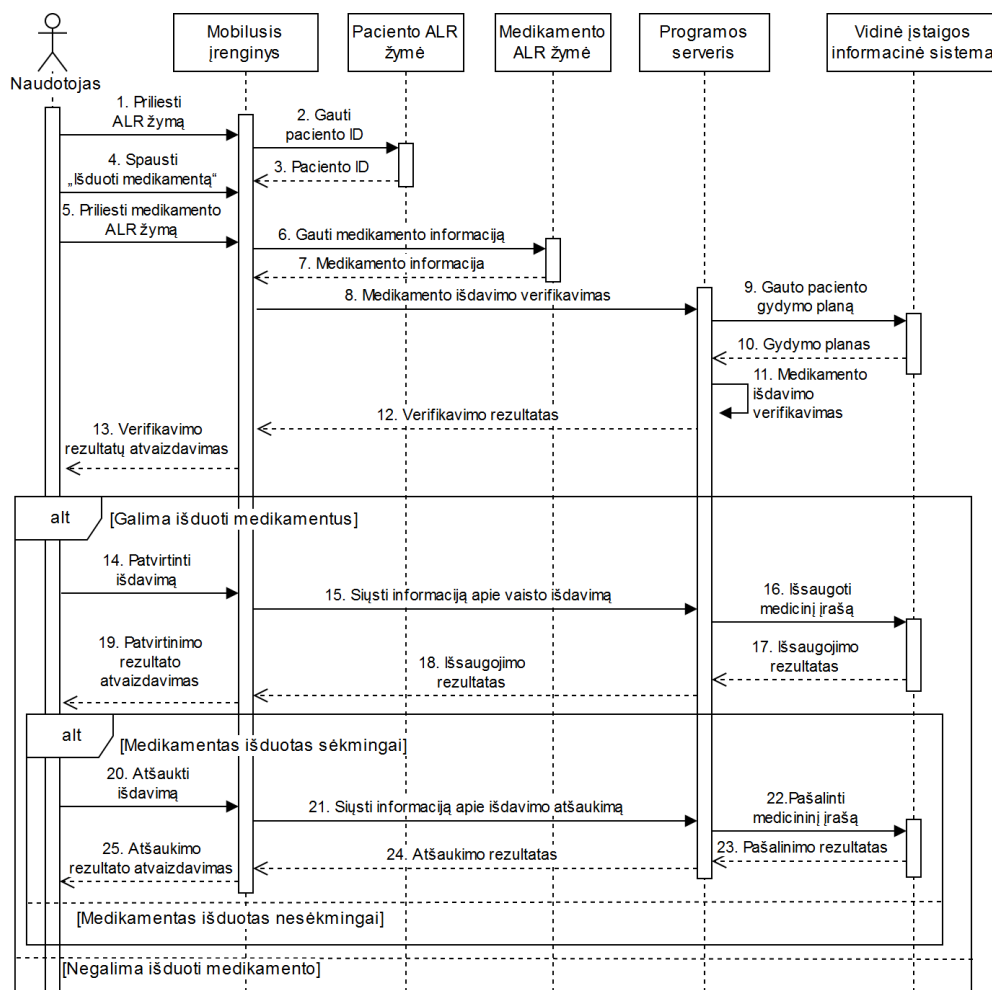 Naudotojas
Mobilusis
įrenginys
Paciento ALR
žymė
Medikamento
ALR žymė
Programos
serveris
Vidinė įstaigos
informacinė sistema
1. Priliesti
ALR žymą
2. Gauti
paciento ID
3. Paciento ID
4. Spausti
„Išduoti medikamentą“
5. Priliesti medikamento
ALR žymą
6. Gauti medikamento informaciją
7. Medikamento informacija
8. Medikamento išdavimo verifikavimas
9. Gauto paciento
gydymo planą
10. Gydymo planas
11. Medikamento
išdavimo
verifikavimas
12. Verifikavimo rezultatas
13. Verifikavimo
rezultatų atvaizdavimas
alt
[Galima išduoti medikamentus]
14. Patvirtinti
išdavimą
15. Siųsti informaciją apie vaisto išdavimą
16. Išsaugoti
medicinį įrašą
17. Išsaugojimo
rezultatas
18. Išsaugojimo
rezultatas
19. Patvirtinimo
rezultato
atvaizdavimas
alt
[Medikamentas išduotas sėkmingai]
20. Atšaukti
išdavimą
21. Siųsti informaciją apie išdavimo atšaukimą
22.Pašalinti
medicininį įrašą
23. Pašalinimo rezultatas
24. Atšaukimo rezultatas
25. Atšaukimo
rezultato atvaizdavimas
[Medikamentas išduotas nesėkmingai]
[Negalima išduoti medikamento]